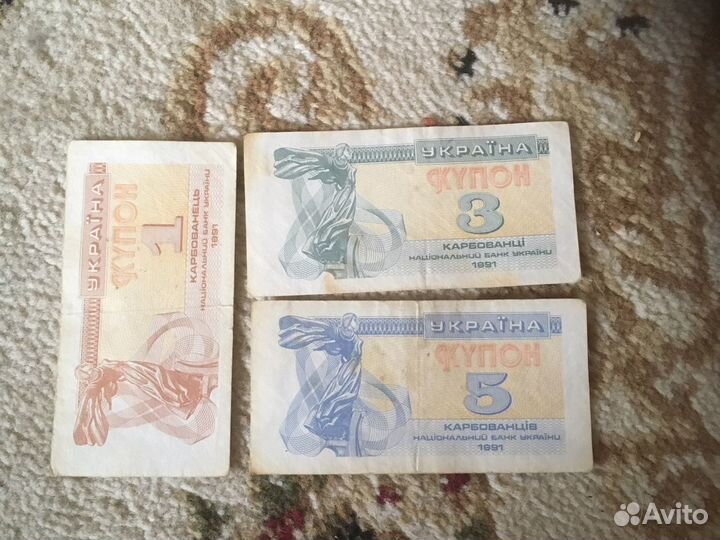 УКРАЇНА
КУПОН
1
КАРБОВАНЕЦЬ
НАЦІОНАЛЬНИЙ БАНК УКРАЇНИ
1991
УКРАЇНА
КУПОН
3
КАРБОВАНЦІ
НАЦІОНАЛЬНИЙ БАНК УКРАЇНИ
1991
УКРАЇНА
КУПОН
5
КАРБОВАНЦІВ
НАЦІОНАЛЬНИЙ БАНК УКРАЇНИ
1991
Avito